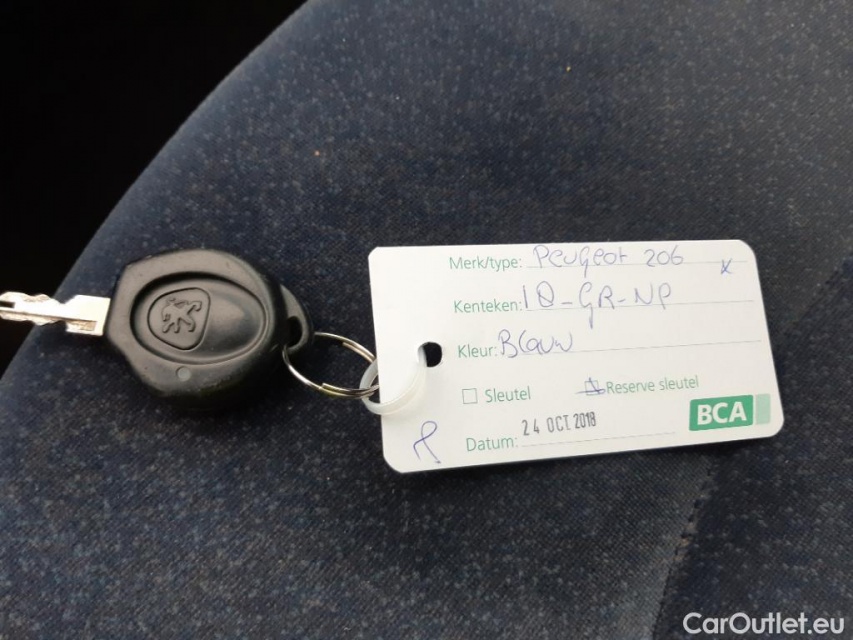 Merk/type: Peugeot 206 x
Kenteken: 10-GR-NP
Kleur: Blauw
Sleutel Reserve sleutel
BCA
Datum: 24 OCT 2018
CarOutlet.eu